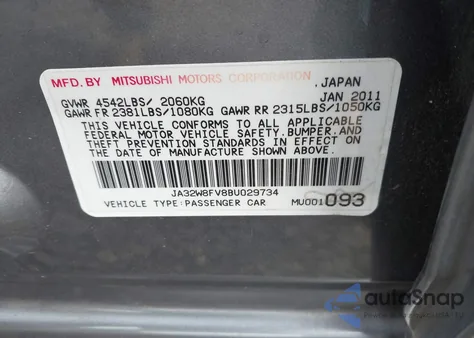 MFD. BY MITSUBISHI MOTORS CORPORATION, JAPAN
GVWR 4542LBS/ 2060KG JAN 2011
GAWR FR 2381LBS/1080KG GAWR RR 2315LBS/1050KG
THIS VEHICLE CONFORMS TO ALL APPLICABLE
FEDERAL MOTOR VEHICLE SAFETY, BUMPER, AND
THEFT PREVENTION STANDARDS IN EFFECT ON
THE DATE OF MANUFACTURE SHOWN ABOVE.
JA32W8FV8BU029734
VEHICLE TYPE:PASSENGER CAR MU001 093
autoSnap